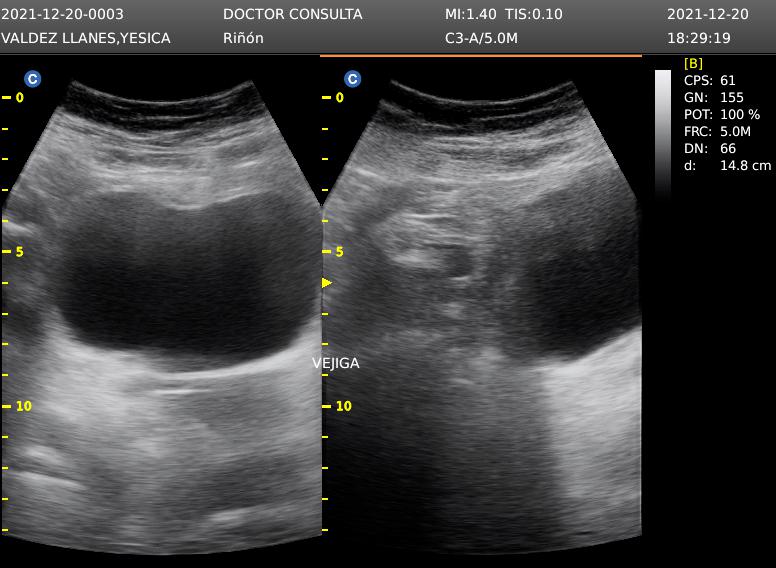 2021-12-20-0003 DOCTOR CONSULTA MI:1.40 TIS:0.10 2021-12-20
VALDEZ LLANES,YESICA Riñón C3-A/5.0M 18:29:19
[B]
C C
CPS: 61
0 0
GN: 155
POT: 100 %
FRC: 5.0M
DN: 66
d: 14.8 cm
5 5
VEJIGA
10 10